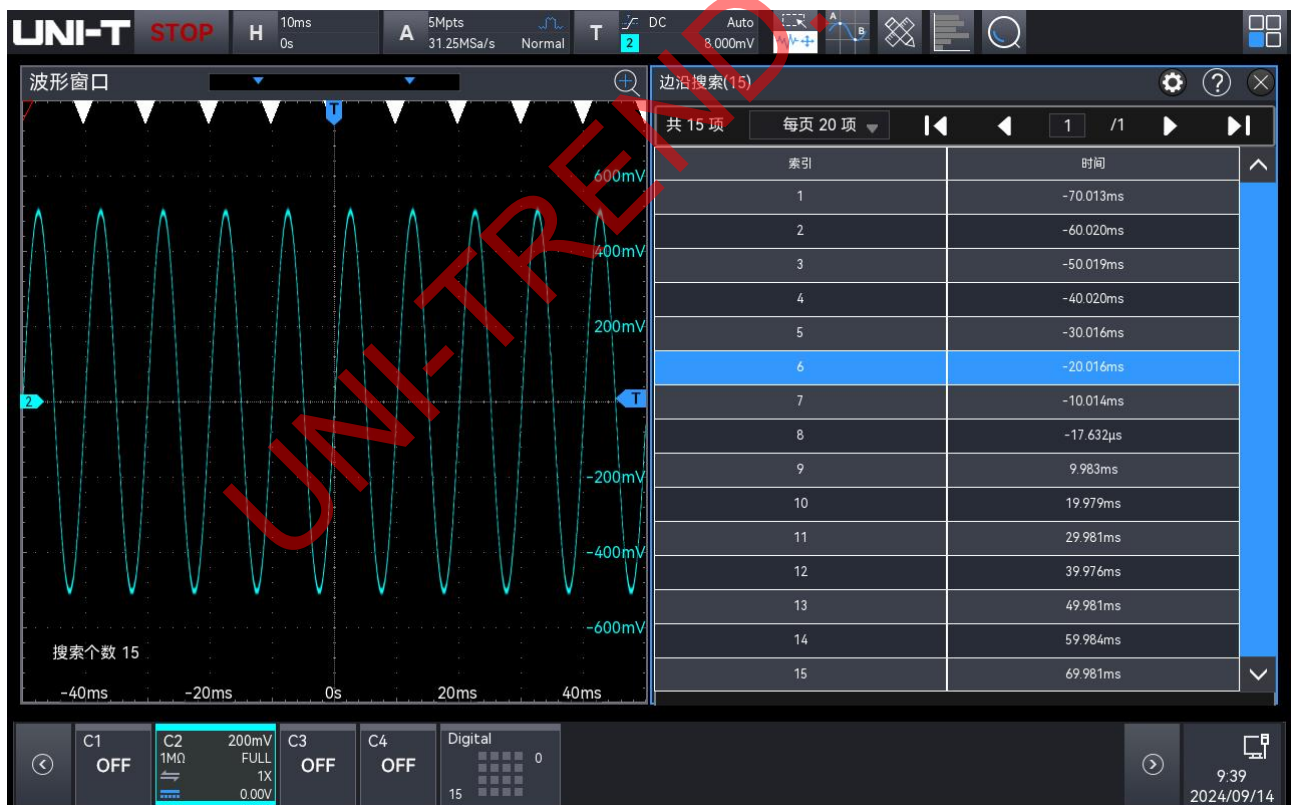 UNI-T STOP H 10ms 0s A 5Mpts 31.25MSa/s Normal T 2 DC Auto 8.000mV A B
波形窗口
T
600mV
400mV
200mV
2 T
-200mV
-400mV
-600mV
搜索个数 15
-40ms -20ms 0s 20ms 40ms
边沿搜索(15)
共 15 项 每页 20 项 1 /1
索引 时间
1 -70.013ms
2 -60.020ms
3 -50.019ms
4 -40.020ms
5 -30.016ms
6 -20.016ms
7 -10.014ms
8 -17.632μs
9 9.983ms
10 19.979ms
11 29.981ms
12 39.976ms
13 49.981ms
14 59.984ms
15 69.981ms
UNI-TREND
C1 OFF
C2 200mV
1MΩ FULL
1X
0.00V
C3 OFF
C4 OFF
Digital
0
15
9:39
2024/09/14